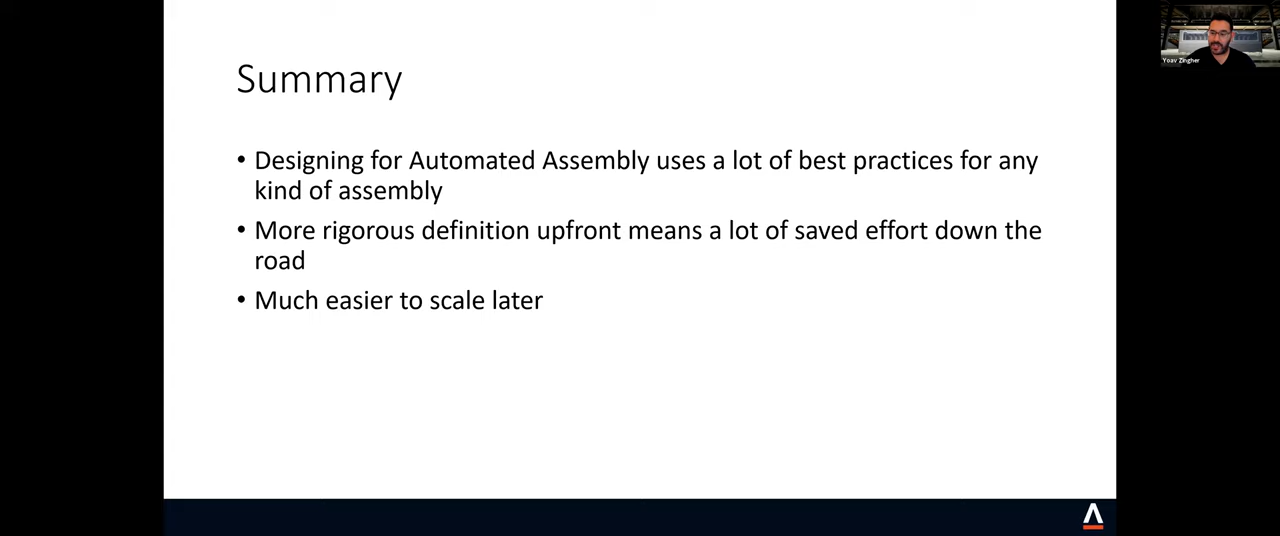 Summary
• Designing for Automated Assembly uses a lot of best practices for any
kind of assembly
• More rigorous definition upfront means a lot of saved effort down the
road
• Much easier to scale later
Yoav Zingher